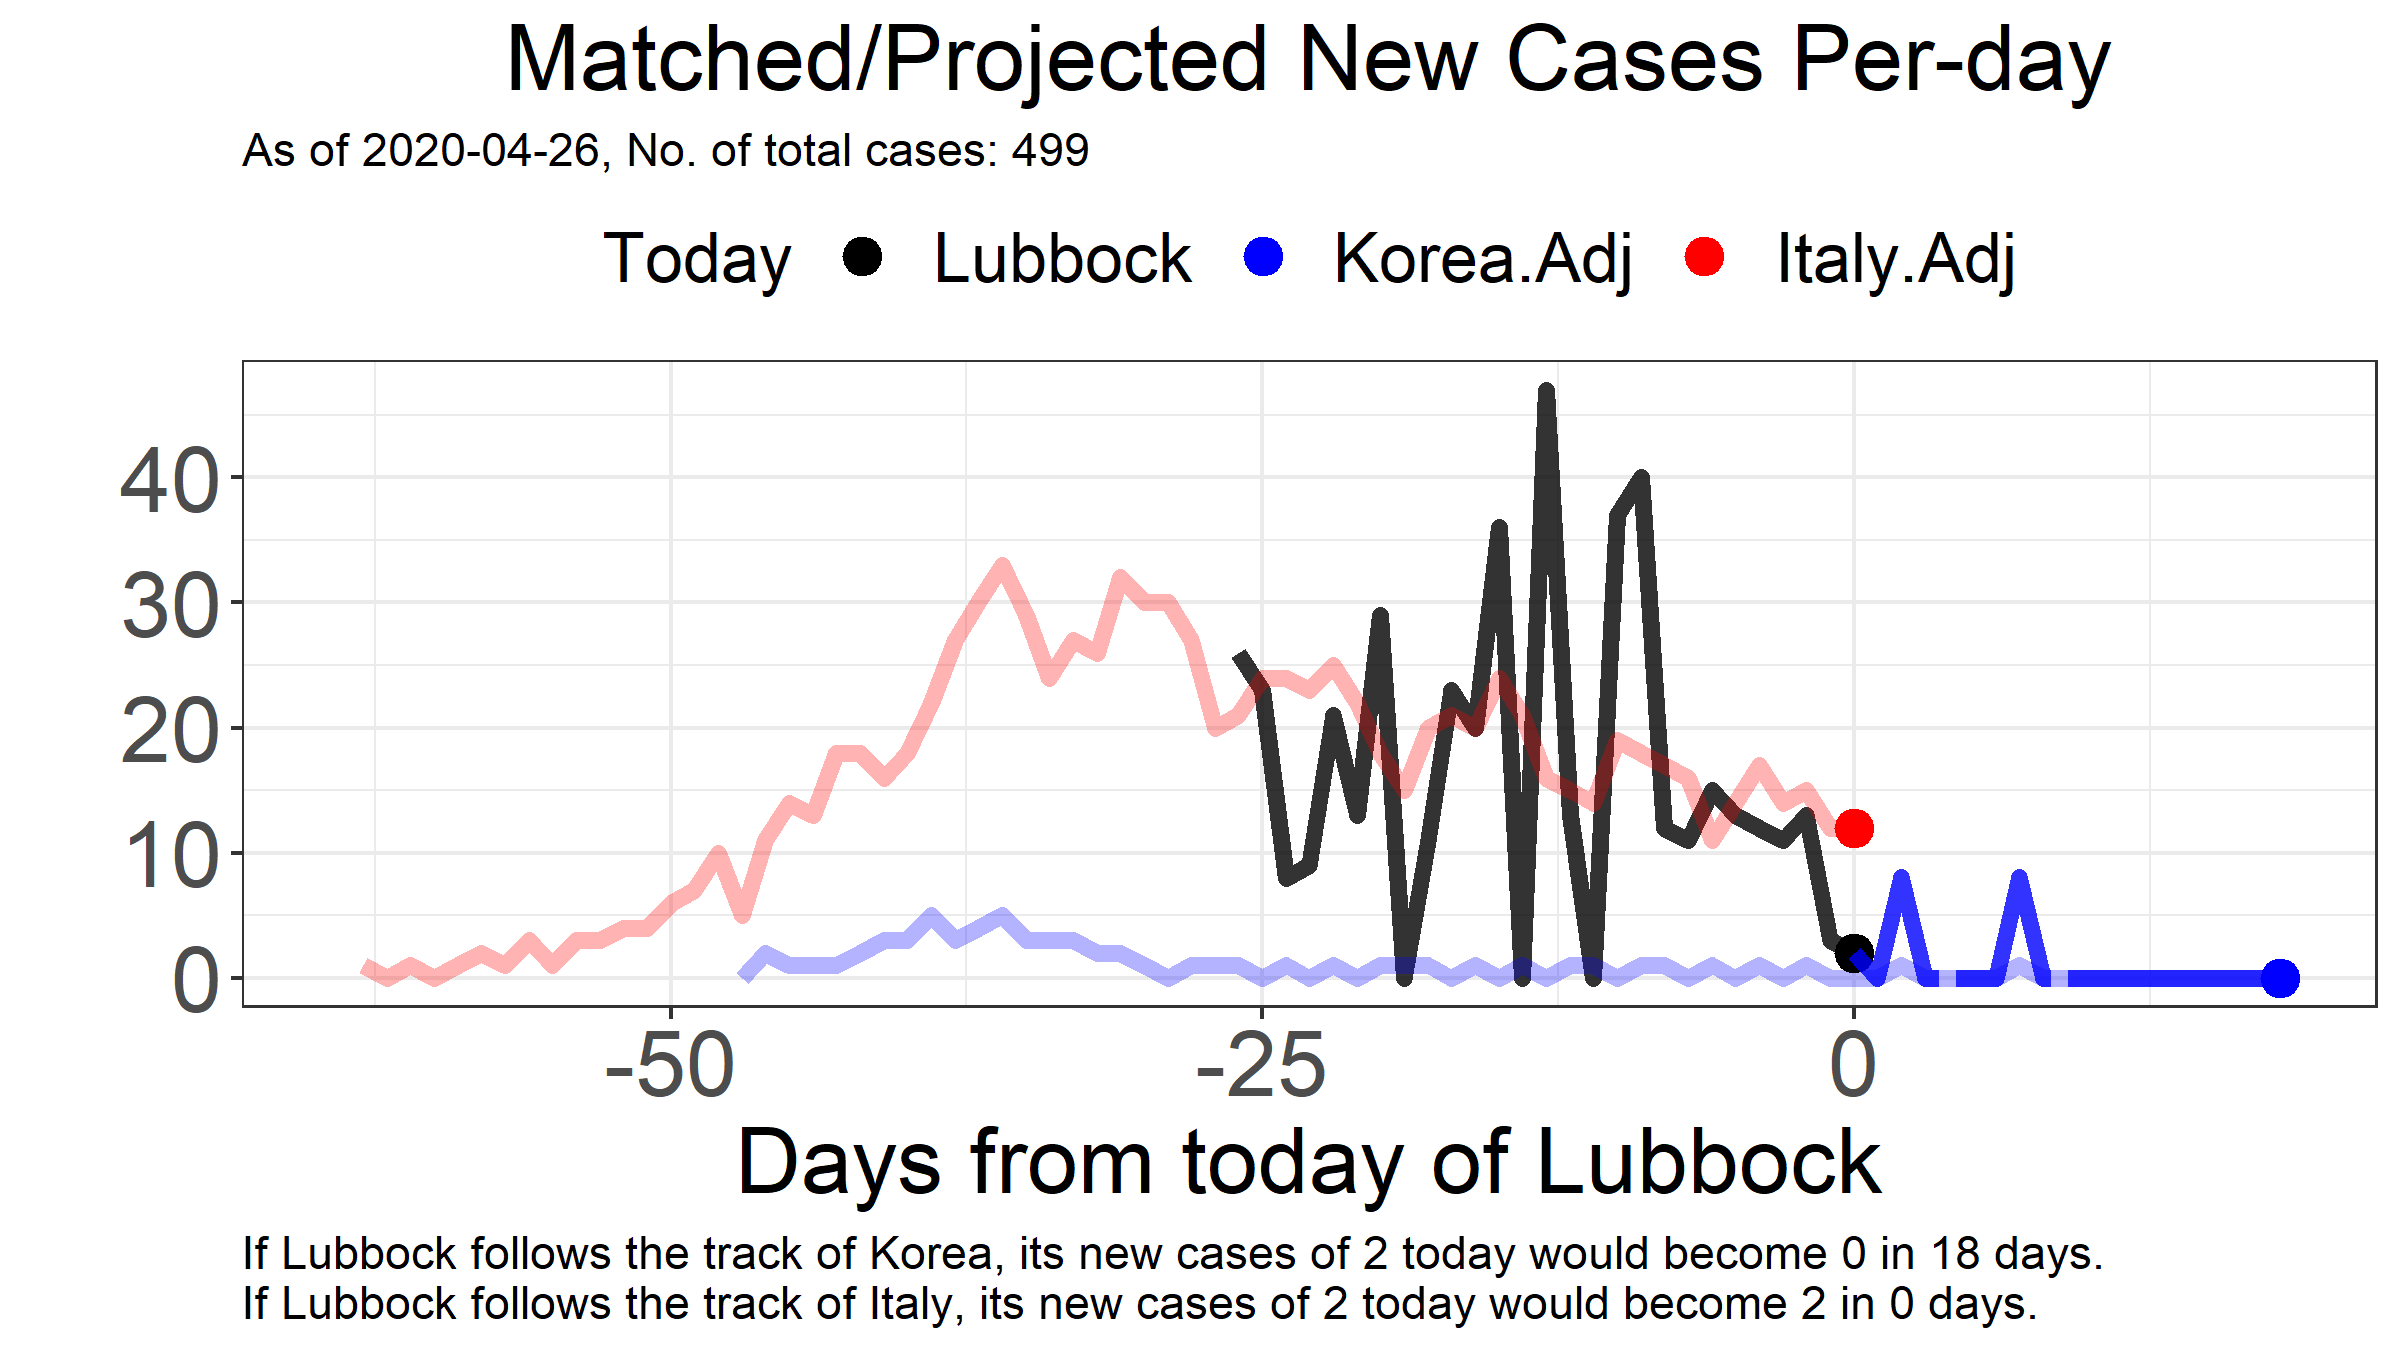 Matched/Projected New Cases Per-day
As of 2020-04-26, No. of total cases: 499
Today Lubbock Korea.Adj Italy.Adj
40
30
20
10
0
-50 -25 0
Days from today of Lubbock
If Lubbock follows the track of Korea, its new cases of 2 today would become 0 in 18 days.
If Lubbock follows the track of Italy, its new cases of 2 today would become 2 in 0 days.